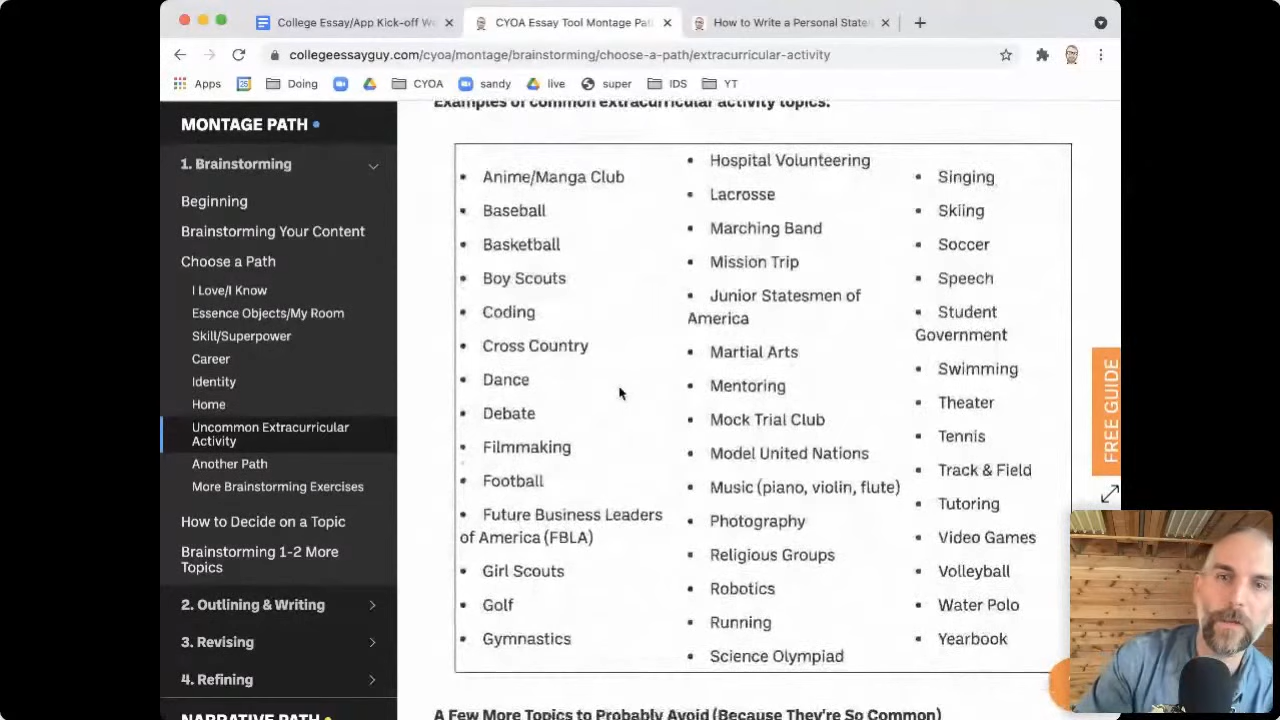 College Essay/App Kick-off We
CYOA Essay Tool Montage Pat
How to Write a Personal State
collegeessayguy.com/cyoa/montage/brainstorming/choose-a-path/extracurricular-activity
Apps
Doing
CYOA
sandy
live
super
IDS
YT
MONTAGE PATH
1. Brainstorming
Beginning
Brainstorming Your Content
Choose a Path
I Love/I Know
Essence Objects/My Room
Skill/Superpower
Career
Identity
Home
Uncommon Extracurricular
Activity
Another Path
More Brainstorming Exercises
How to Decide on a Topic
Brainstorming 1-2 More
Topics
2. Outlining & Writing
3. Revising
4. Refining
NARRATIVE PATH
Examples of common extracurricular activity topics:
Anime/Manga Club
Baseball
Basketball
Boy Scouts
Coding
Cross Country
Dance
Debate
Filmmaking
Football
Future Business Leaders
of America (FBLA)
Girl Scouts
Golf
Gymnastics
Hospital Volunteering
Lacrosse
Marching Band
Mission Trip
Junior Statesmen of
America
Martial Arts
Mentoring
Mock Trial Club
Model United Nations
Music (piano, violin, flute)
Photography
Religious Groups
Robotics
Running
Science Olympiad
Singing
Skiing
Soccer
Speech
Student
Government
Swimming
Theater
Tennis
Track & Field
Tutoring
Video Games
Volleyball
Water Polo
Yearbook
A Few More Topics to Probably Avoid (Because They're So Common)
FREE GUIDE